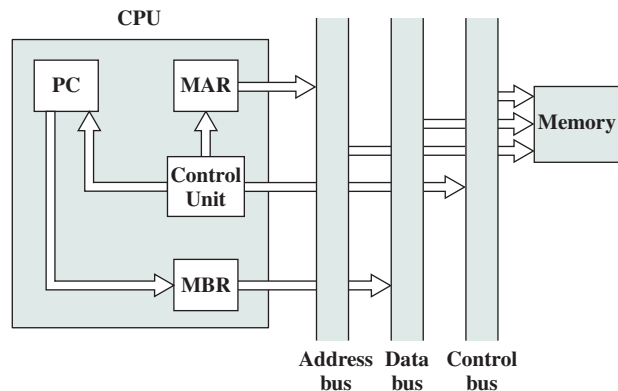 CPU
PC
MAR
Memory
Control
Unit
MBR
Address
bus
Data
bus
Control
bus